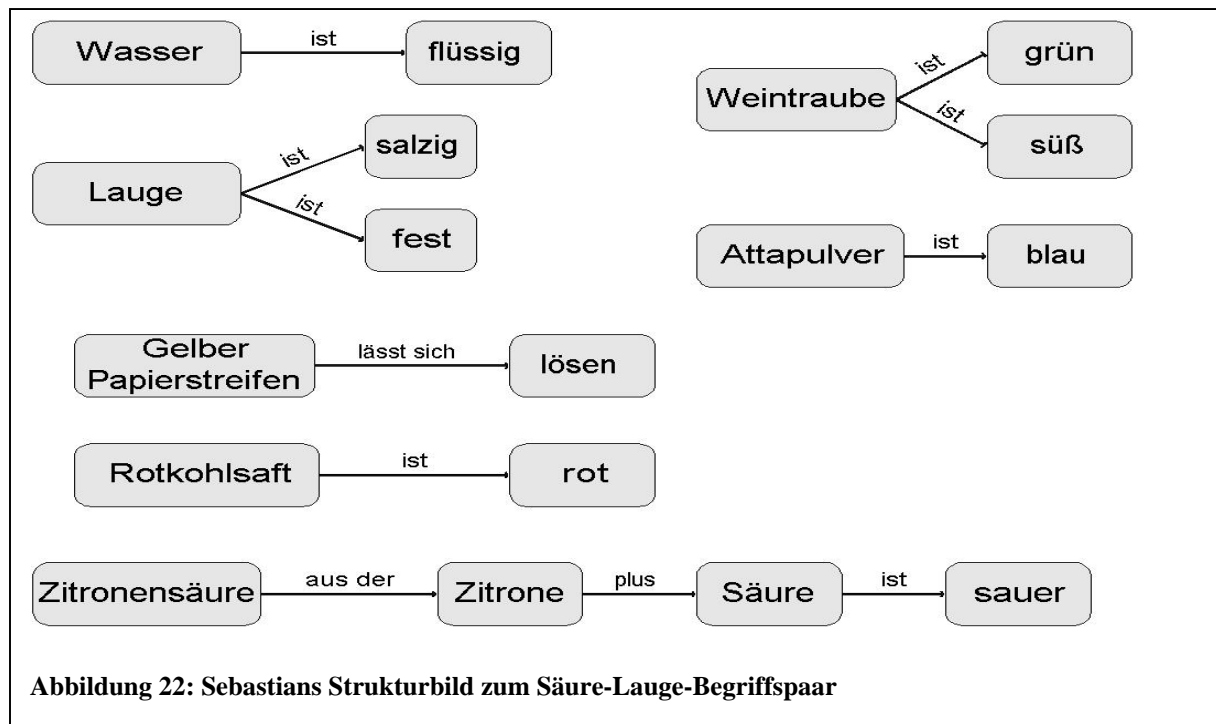 Wasser ist flüssig
Lauge ist salzig
ist fest
Weintraube ist grün
ist süß
Attapulver ist blau
Gelber
Papierstreifen lässt sich lösen
Rotkohlsaft ist rot
Zitronensäure aus der Zitrone plus Säure ist sauer
Abbildung 22: Sebastians Strukturbild zum Säure-Lauge-Begriffspaar